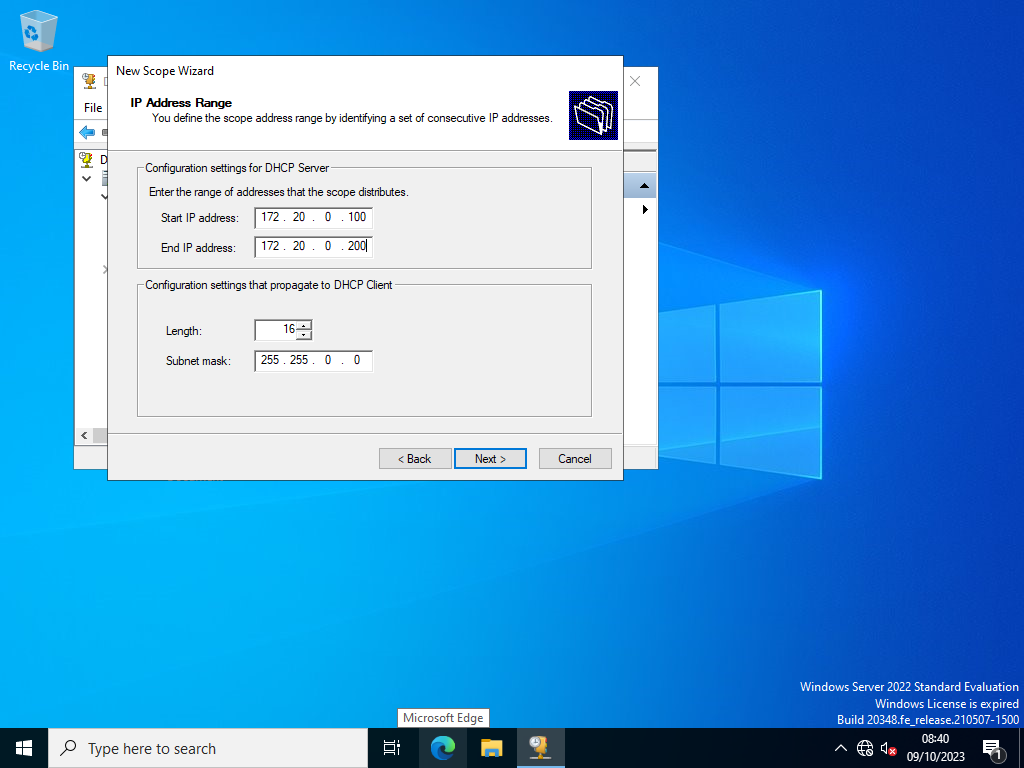 Recycle Bin
New Scope Wizard
IP Address Range
You define the scope address range by identifying a set of consecutive IP addresses.
File
D
Configuration settings for DHCP Server
Enter the range of addresses that the scope distributes.
Start IP address: 172 . 20 . 0 . 100
End IP address: 172 . 20 . 0 . 200
Configuration settings that propagate to DHCP Client
Length: 16
Subnet mask: 255 . 255 . 0 . 0
< Back Next > Cancel
Windows Server 2022 Standard Evaluation
Windows License is expired
Build 20348.fe_release.210507-1500
Microsoft Edge
Type here to search
08:40
09/10/2023
1